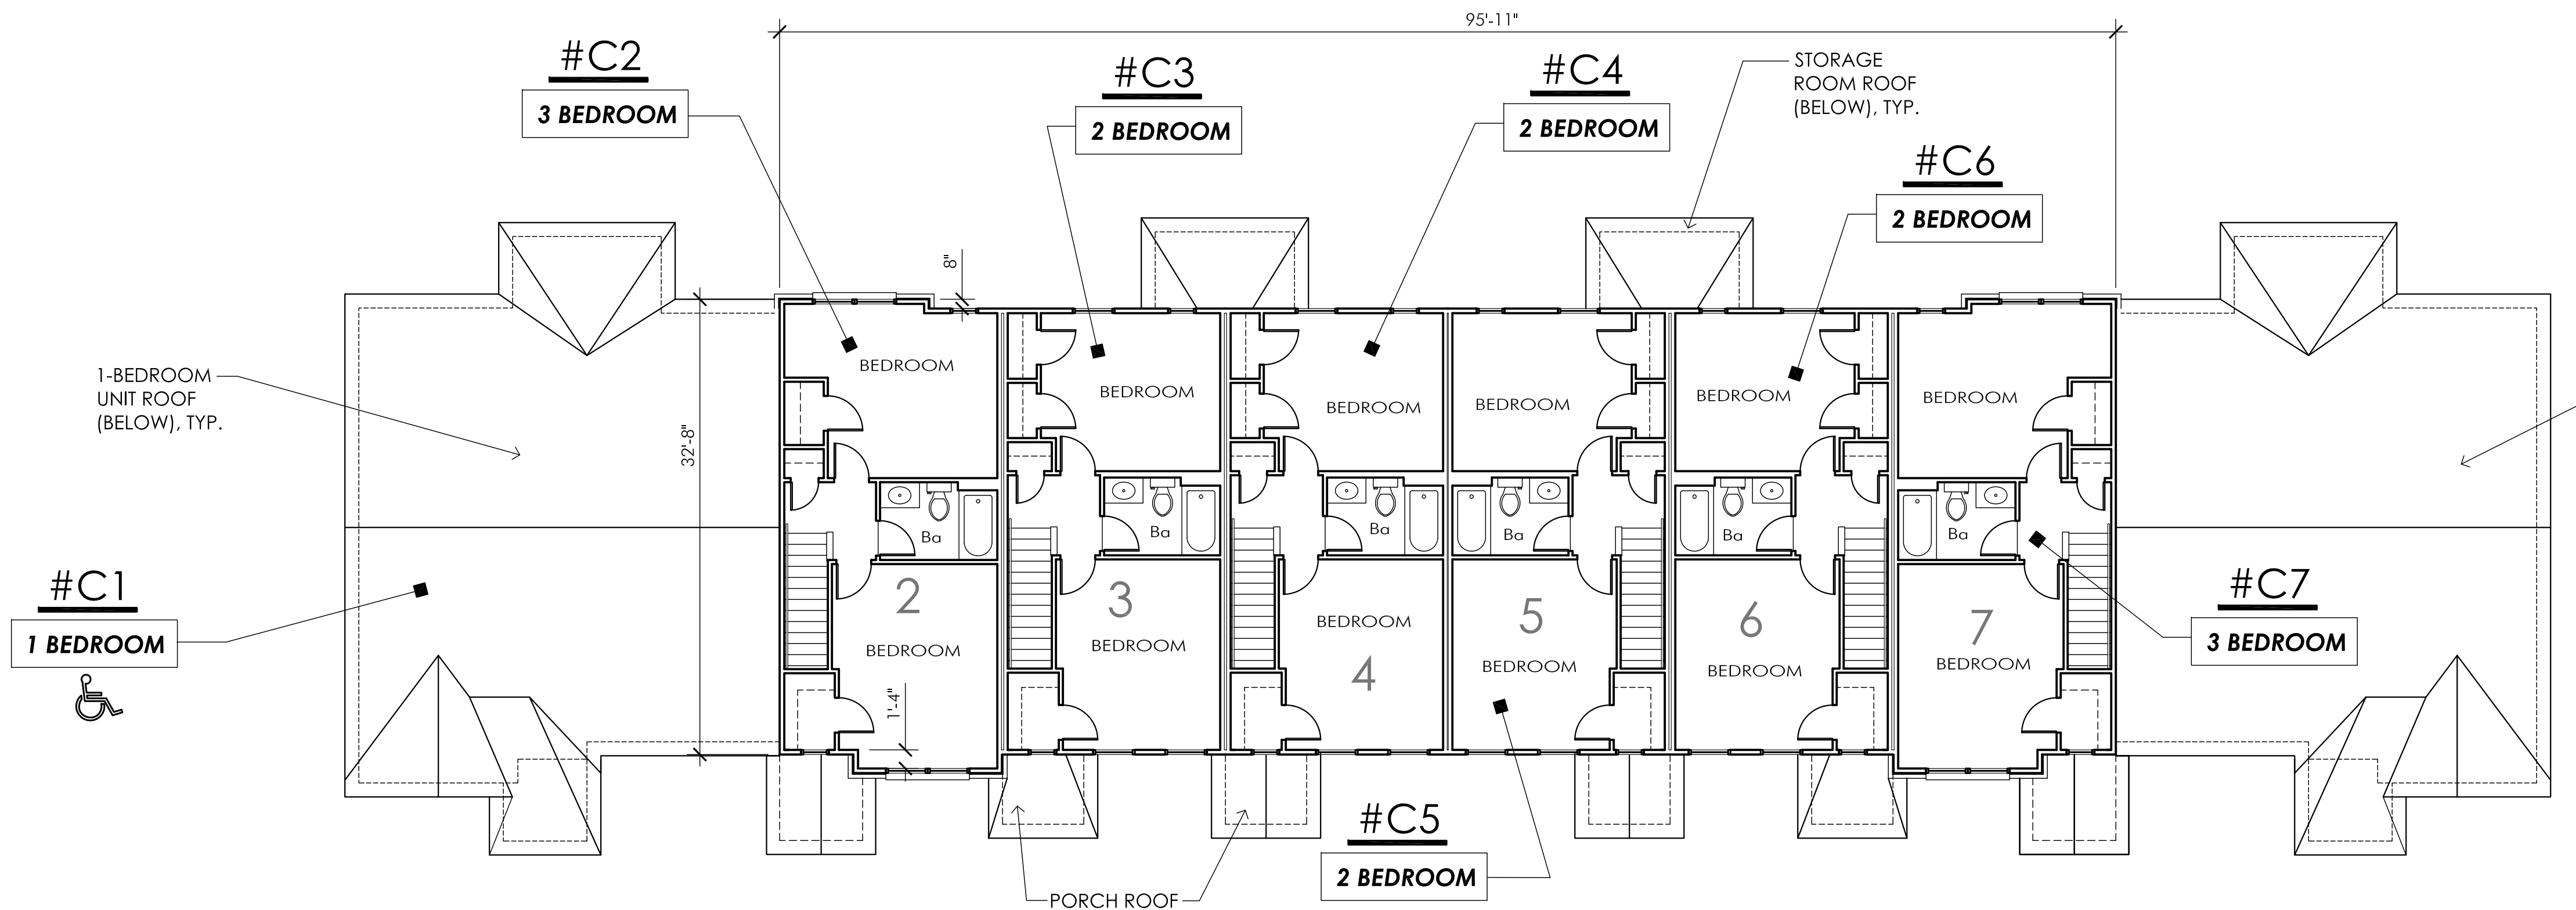 95'-11"
#C2
3 BEDROOM
#C3
2 BEDROOM
#C4
2 BEDROOM
STORAGE
ROOM ROOF
(BELOW), TYP.
#C6
2 BEDROOM
8"
1-BEDROOM
UNIT ROOF
(BELOW), TYP.
32'-8"
BEDROOM
BEDROOM
BEDROOM
BEDROOM
BEDROOM
BEDROOM
Ba
Ba
Ba
Ba
Ba
Ba
#C1
1 BEDROOM
2
BEDROOM
1'-4"
3
BEDROOM
BEDROOM
4
5
BEDROOM
6
BEDROOM
7
BEDROOM
#C7
3 BEDROOM
#C5
2 BEDROOM
PORCH ROOF